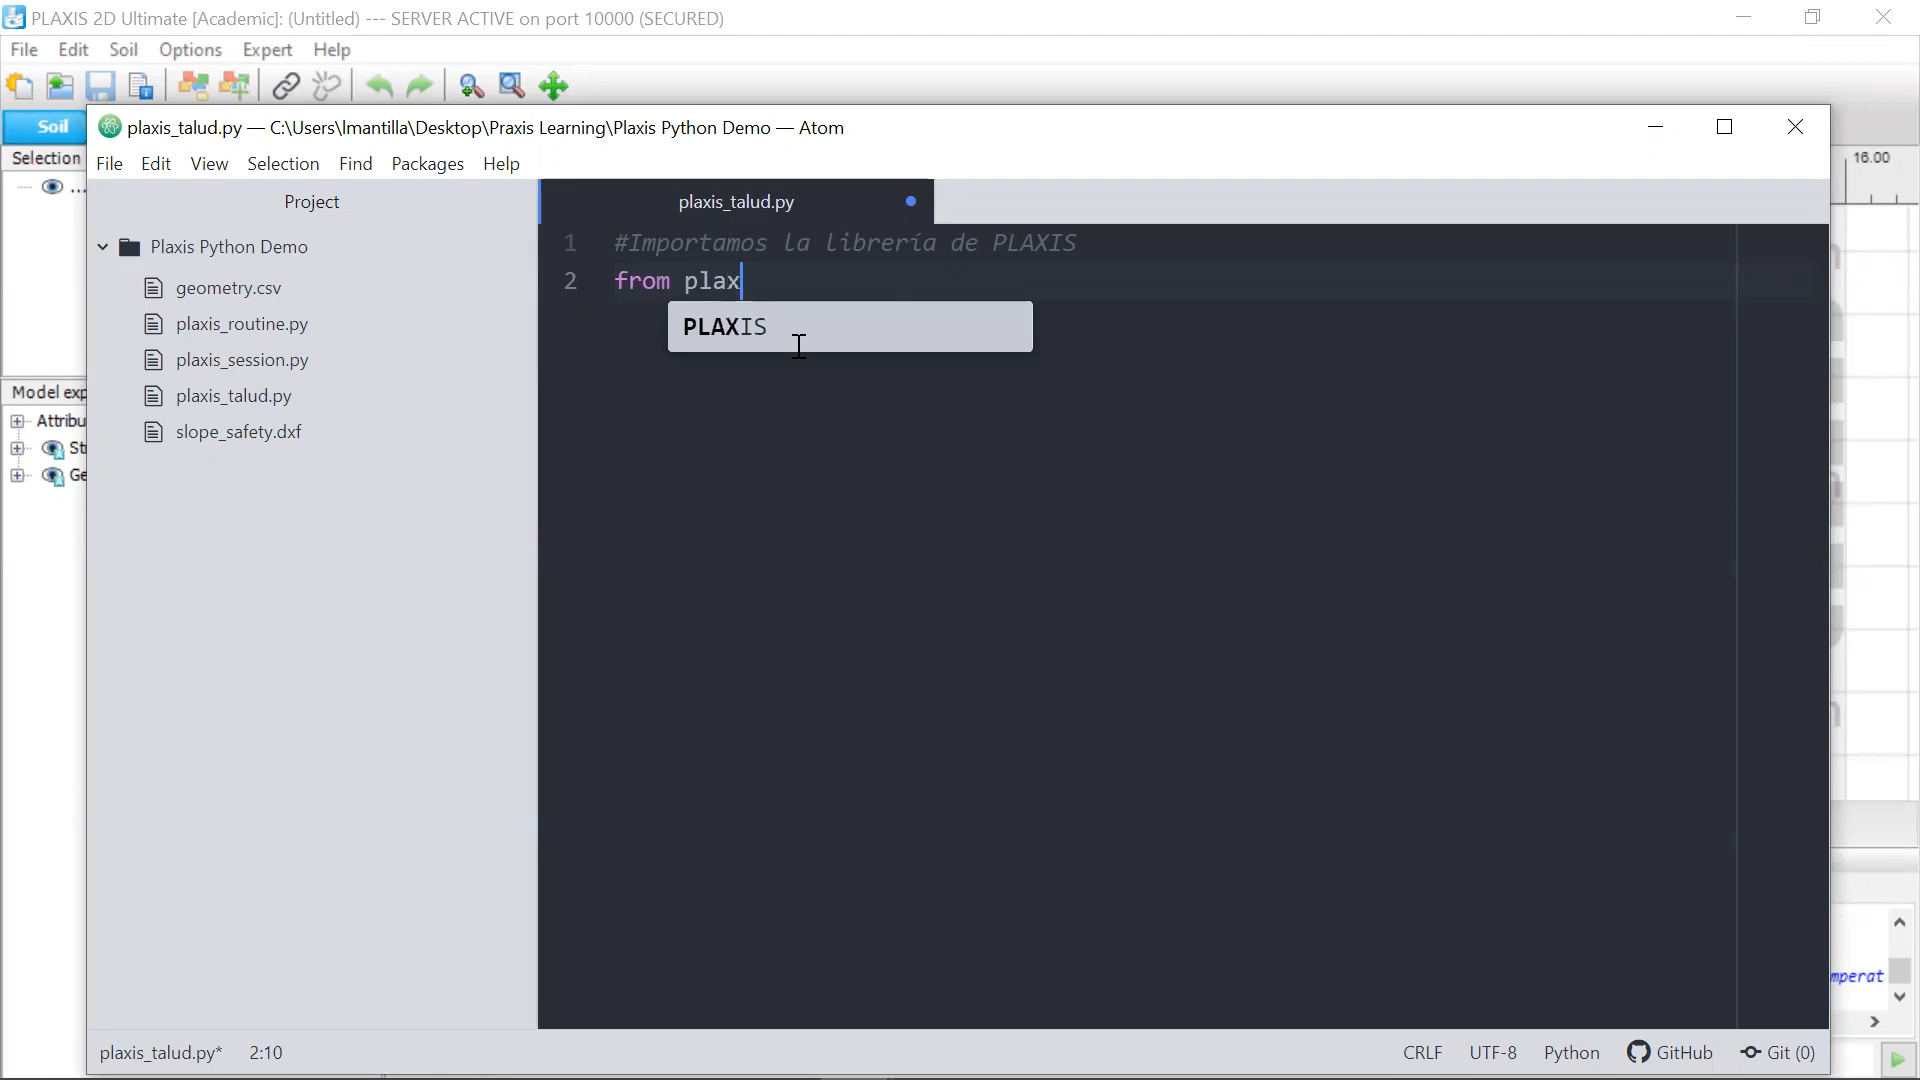 PLAXIS 2D Ultimate [Academic]: (Untitled) --- SERVER ACTIVE on port 10000 (SECURED)
File Edit Soil Options Expert Help
Soil
plaxis_talud.py — C:\Users\lmantilla\Desktop\Praxis Learning\Plaxis Python Demo — Atom
16.00
Selection
File Edit View Selection Find Packages Help
...
Project
plaxis_talud.py
Plaxis Python Demo
geometry.csv
plaxis_routine.py
plaxis_session.py
plaxis_talud.py
slope_safety.dxf
1 #Importamos la librería de PLAXIS
2 from plax
PLAXIS
Model exp
Attribu
St
Ge
mperat
plaxis_talud.py* 2:10 CRLF UTF-8 Python GitHub Git (0)